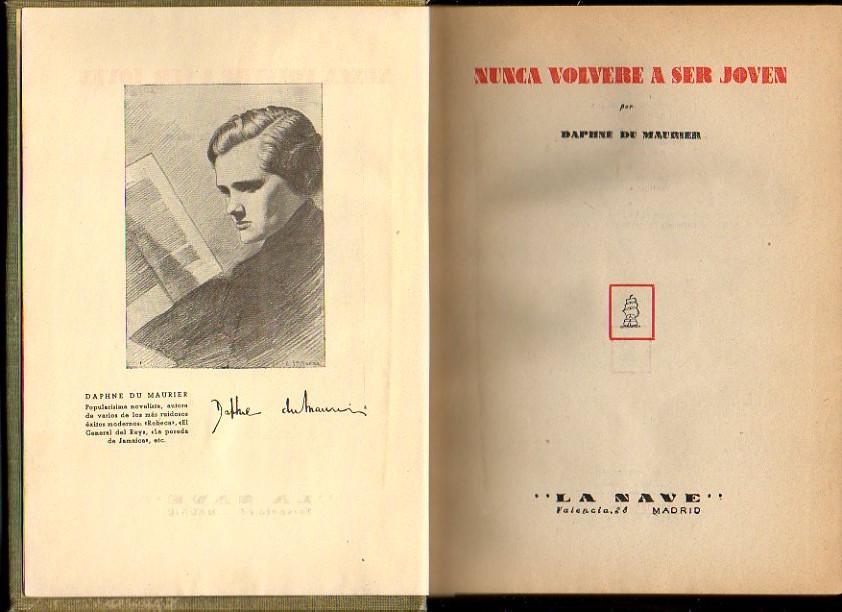 DAPHNE DU MAURIER
Popularísima novelista, autora
de varios de los más ruidosos
éxitos modernos: «Rebeca», «El
General del Rey», «La posada
de Jamaica», etc.
Daphne du Maurier
NUNCA VOLVERE A SER JOVEN
por
DAPHNE DU MAURIER
"LA NAVE"
Valencia, 28 MADRID